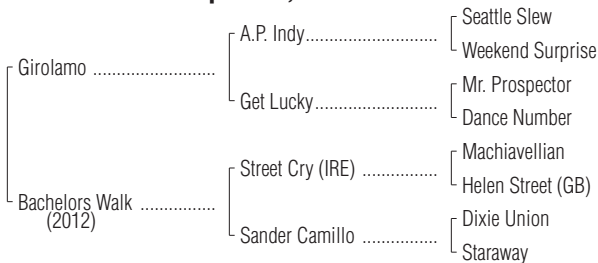 Seattle Slew
A.P. Indy
Weekend Surprise
Girolamo
Mr. Prospector
Get Lucky
Dance Number
Machiavellian
Street Cry (IRE)
Helen Street (GB)
Bachelors Walk
(2012)
Dixie Union
Sander Camillo
Staraway